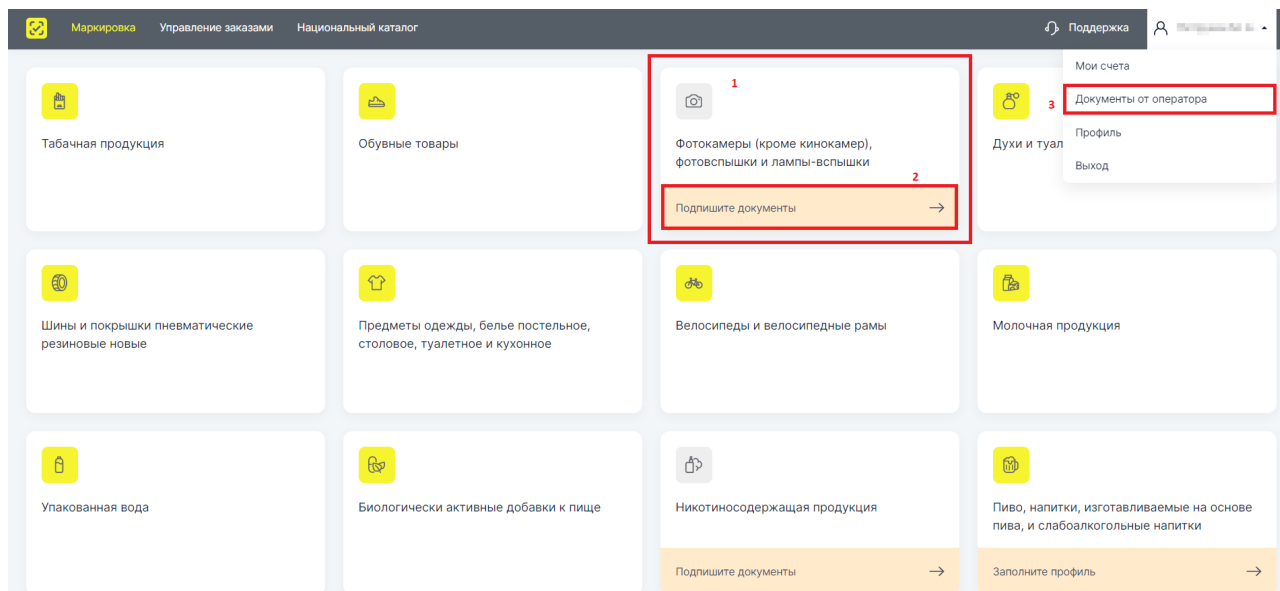 Маркировка Управление заказами Национальный каталог Поддержка
Мои счета
Документы от оператора
Профиль
Выход
1
3
Табачная продукция
Обувные товары
Фотокамеры (кроме кинокамер),
фотовспышки и лампы-вспышки
Духи и туал
2
Подпишите документы
Шины и покрышки пневматические
резиновые новые
Предметы одежды, белье постельное,
столовое, туалетное и кухонное
Велосипеды и велосипедные рамы
Молочная продукция
Упакованная вода
Биологически активные добавки к пище
Никотиносодержащая продукция
Подпишите документы
Пиво, напитки, изготавливаемые на основе
пива, и слабоалкогольные напитки
Заполните профиль